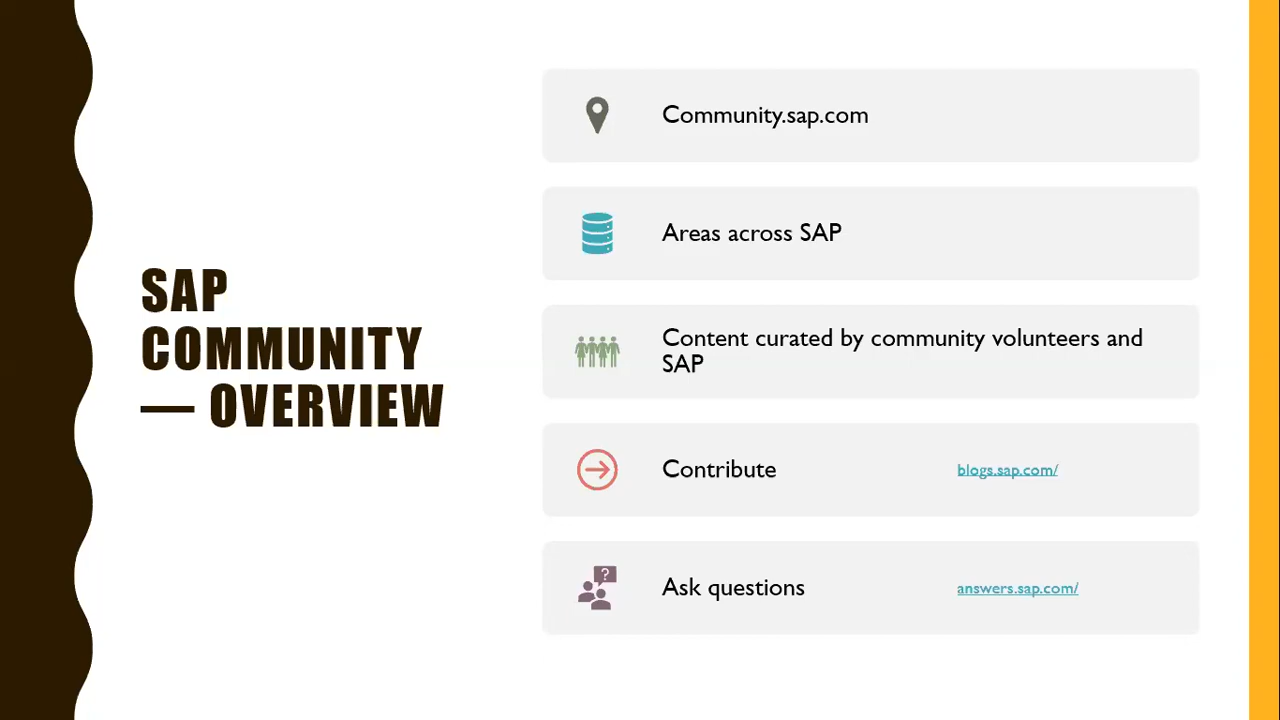 SAP
COMMUNITY
— OVERVIEW
Community.sap.com
Areas across SAP
Content curated by community volunteers and
SAP
Contribute blogs.sap.com/
?
Ask questions answers.sap.com/